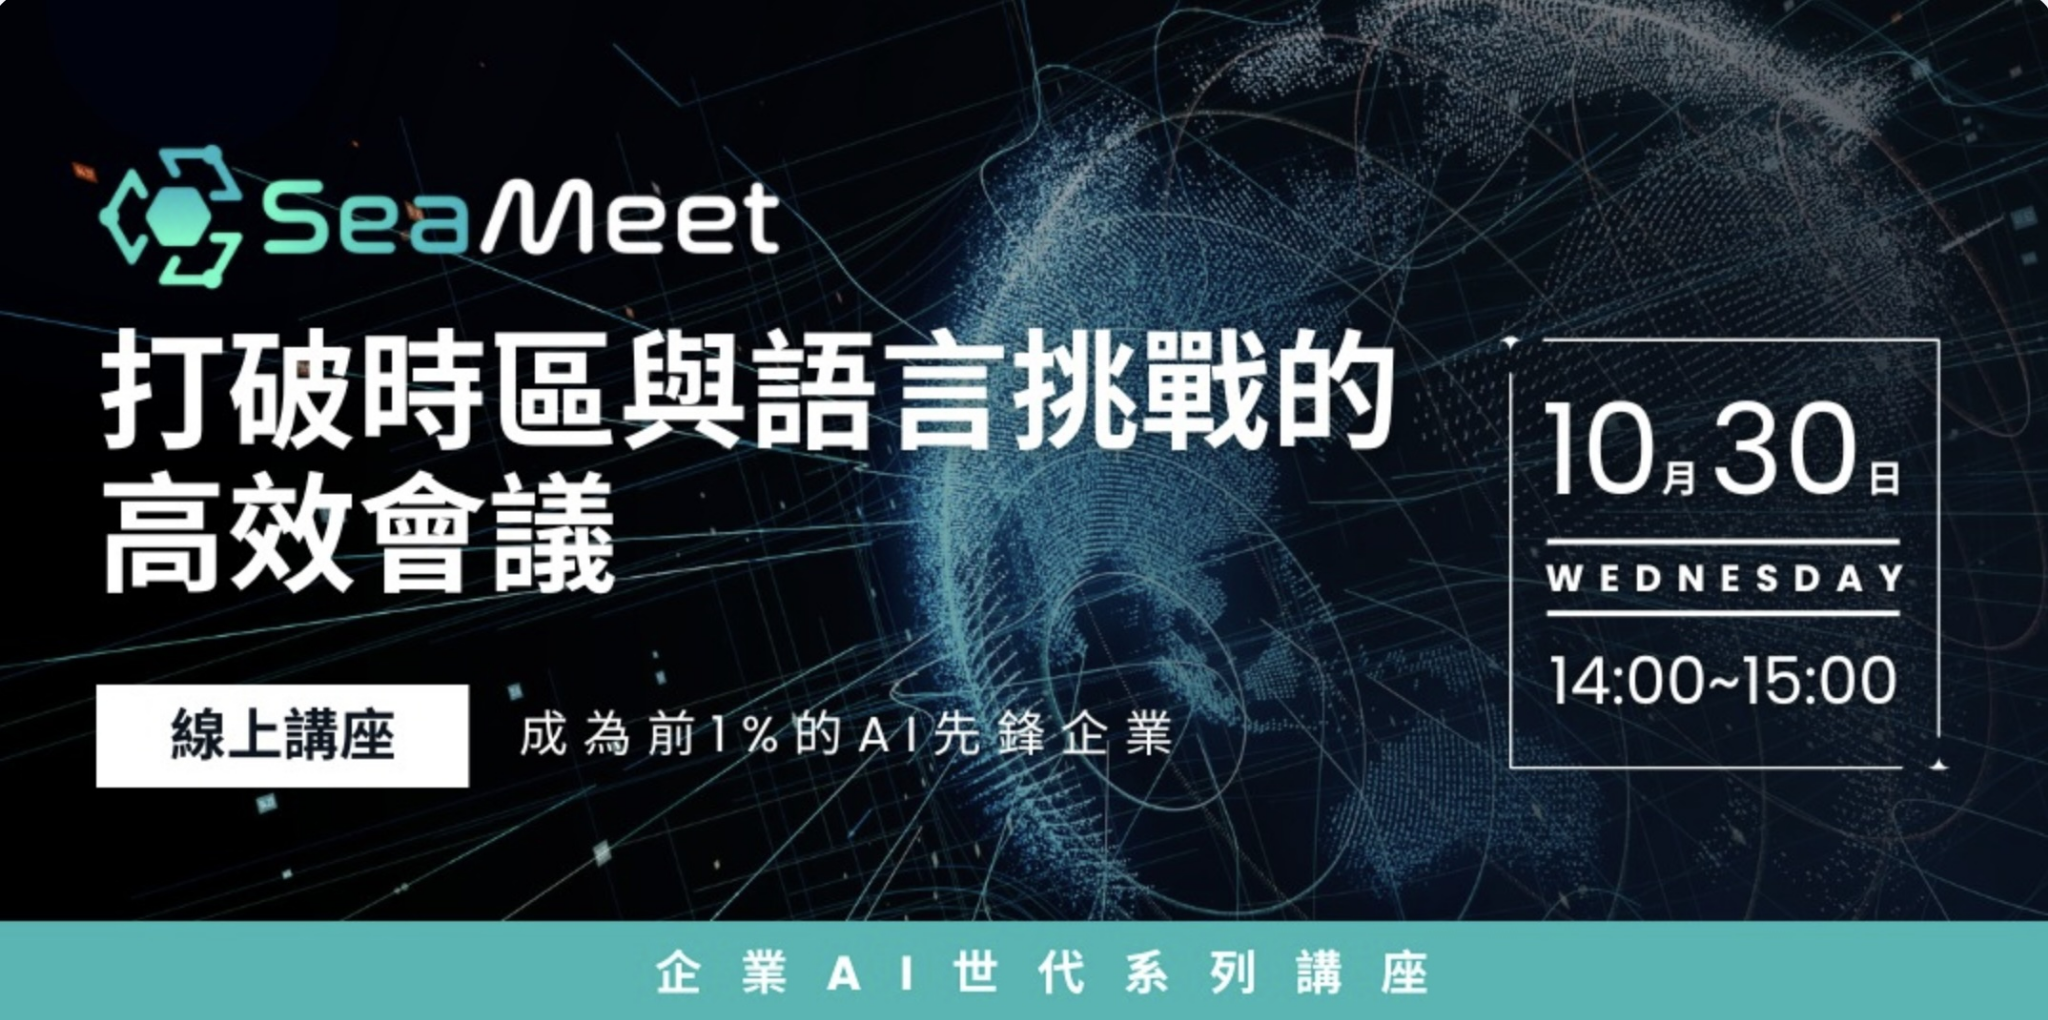 SeaMeet
打破時區與語言挑戰的
高效會議
線上講座
成為前1%的AI先鋒企業
10月30日
WEDNESDAY
14:00~15:00
企業AI世代系列講座